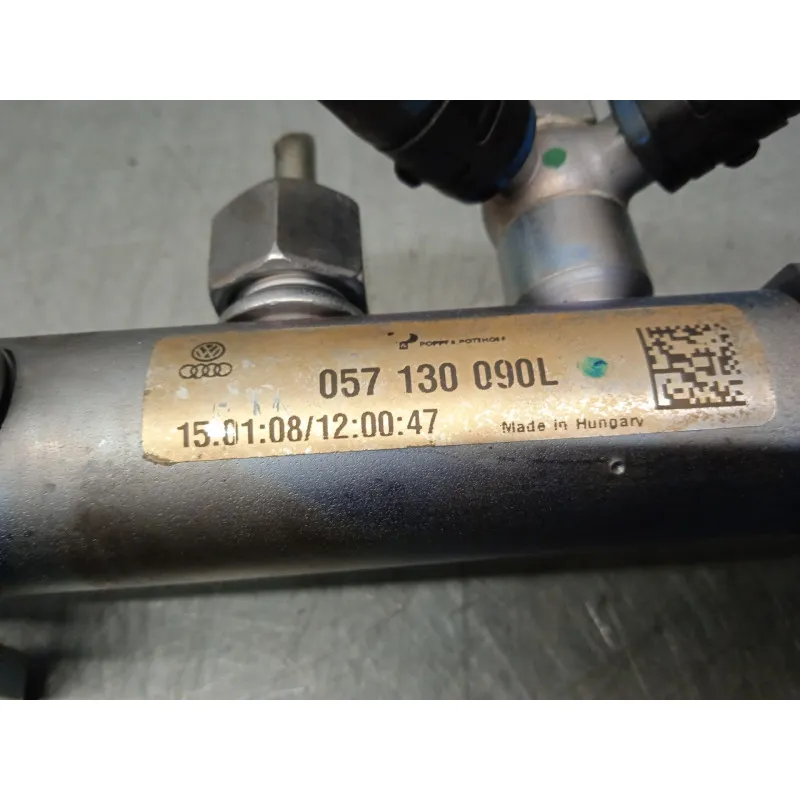 POPPE & POTTHOFF
057 130 090L
15.01:08/12:00:47
Made in Hungary